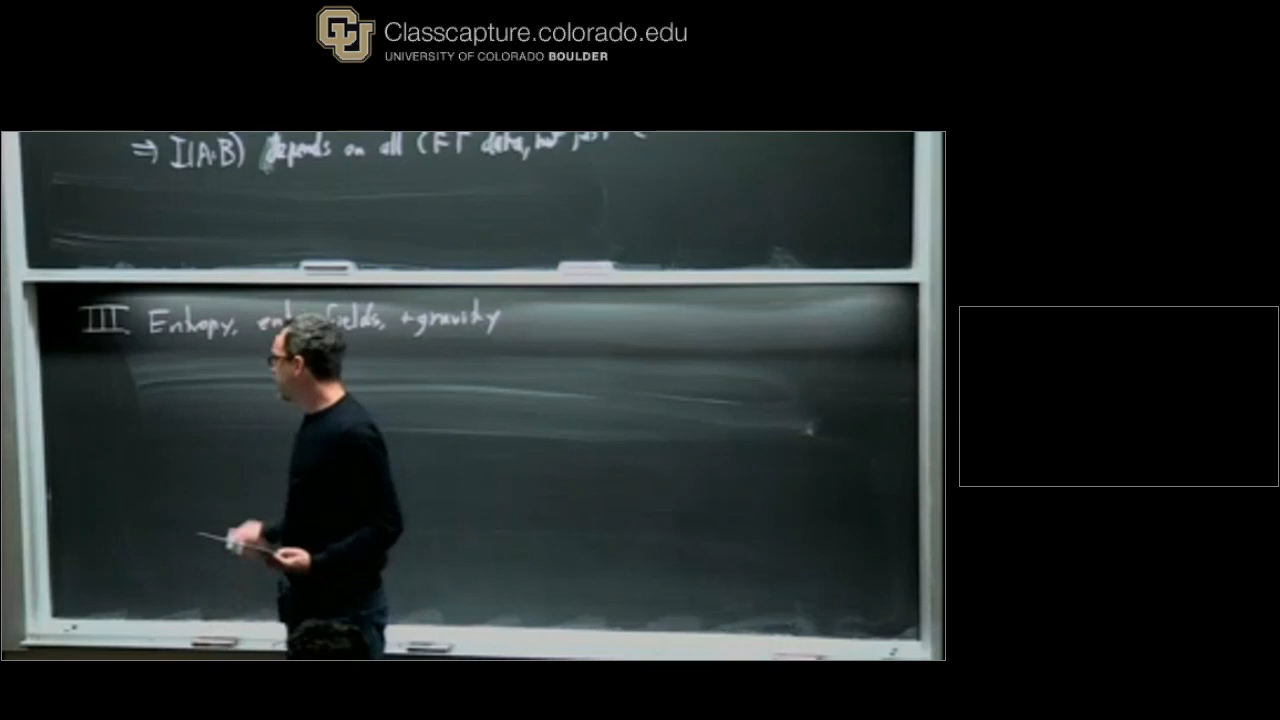 Classcapture.colorado.edu
UNIVERSITY OF COLORADO BOULDER
⇒ I(A:B) depends on all CFT data, not just c
III. Entropy, fields, + gravity